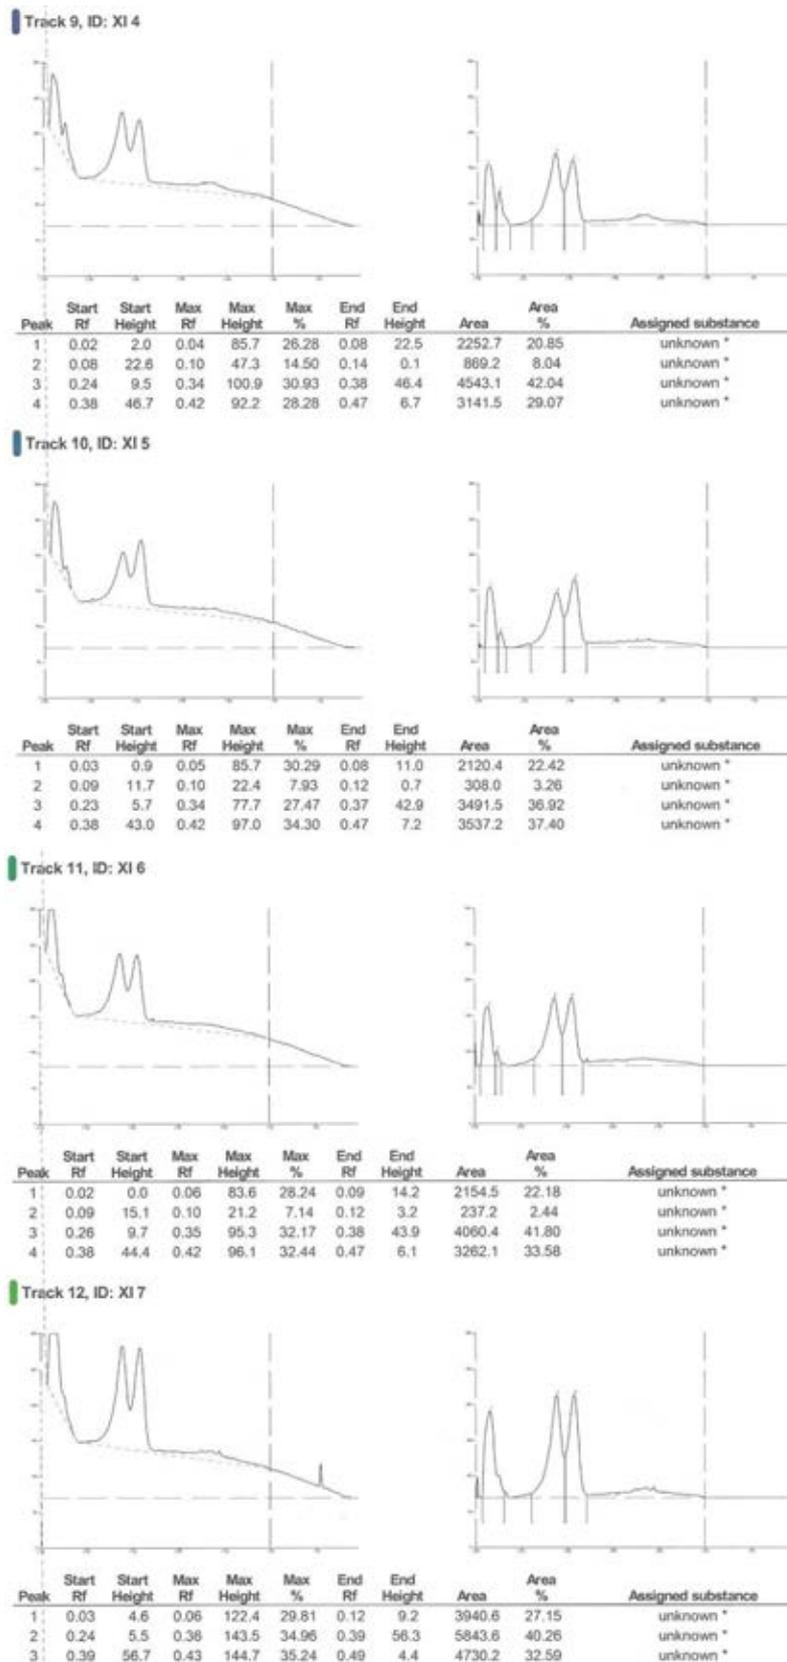 Track 9, ID: XI 4
Peak Start Rf Start Height Max Rf Max Height Max % End Rf End Height Area Area % Assigned substance
1 0.02 2.0 0.04 85.7 26.28 0.08 22.5 2252.7 20.85 unknown *
2 0.08 22.6 0.10 47.3 14.50 0.14 0.1 869.2 8.04 unknown *
3 0.24 9.5 0.34 100.9 30.93 0.38 46.4 4543.1 42.04 unknown *
4 0.38 46.7 0.42 92.2 28.28 0.47 6.7 3141.5 29.07 unknown *
Track 10, ID: XI 5
Peak Start Rf Start Height Max Rf Max Height Max % End Rf End Height Area Area % Assigned substance
1 0.03 0.9 0.05 85.7 30.29 0.08 11.0 2120.4 22.42 unknown *
2 0.09 11.7 0.10 22.4 7.93 0.12 0.7 308.0 3.26 unknown *
3 0.23 5.7 0.34 77.7 27.47 0.37 42.9 3491.5 36.92 unknown *
4 0.38 43.0 0.42 97.0 34.30 0.47 7.2 3537.2 37.40 unknown *
Track 11, ID: XI 6
Peak Start Rf Start Height Max Rf Max Height Max % End Rf End Height Area Area % Assigned substance
1 0.02 0.0 0.06 83.6 28.24 0.09 14.2 2154.5 22.18 unknown *
2 0.09 15.1 0.10 21.2 7.14 0.12 3.2 237.2 2.44 unknown *
3 0.26 9.7 0.35 95.3 32.17 0.38 43.9 4060.4 41.80 unknown *
4 0.38 44.4 0.42 96.1 32.44 0.47 6.1 3262.1 33.58 unknown *
Track 12, ID: XI 7
Peak Start Rf Start Height Max Rf Max Height Max % End Rf End Height Area Area % Assigned substance
1 0.03 4.6 0.06 122.4 29.81 0.12 9.2 3940.6 27.15 unknown *
2 0.24 5.5 0.36 143.5 34.96 0.39 56.3 5843.6 40.26 unknown *
3 0.39 56.7 0.43 144.7 35.24 0.49 4.4 4730.2 32.59 unknown *